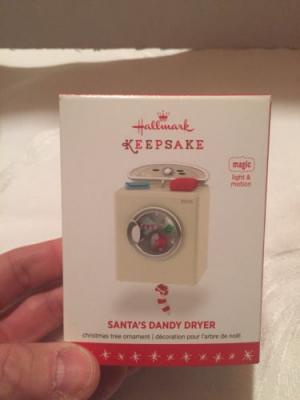 Hallmark
KEEPSAKE
magic
light &
motion
SANTA'S DANDY DRYER
christmas tree ornament | décoration pour l'arbre de noël